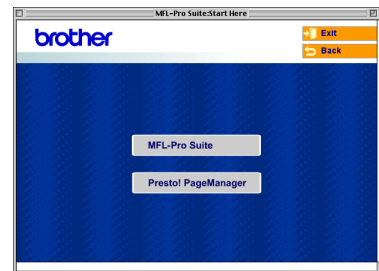 MFL-Pro Suite:Start Here
brother
Exit
Back
MFL-Pro Suite
Presto! PageManager